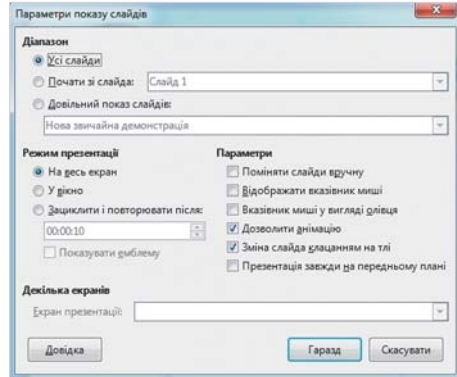 Параметри показу слайдів
Діапазон
Усі слайди
Почати зі слайда: Слайд 1
Довільний показ слайдів:
Нова звичайна демонстрація
Режим презентації
На весь екран
У вікно
Зациклити і повторювати після:
00:00:10
Показувати емблему
Параметри
Поміняти слайди вручну
Відображати вказівник миші
Вказівник миші у вигляді олівця
Дозволити анімацію
Зміна слайда клацанням на тлі
Презентація завжди на передньому плані
Декілька екранів
Екран презентації:
Довідка Гаразд Скасувати